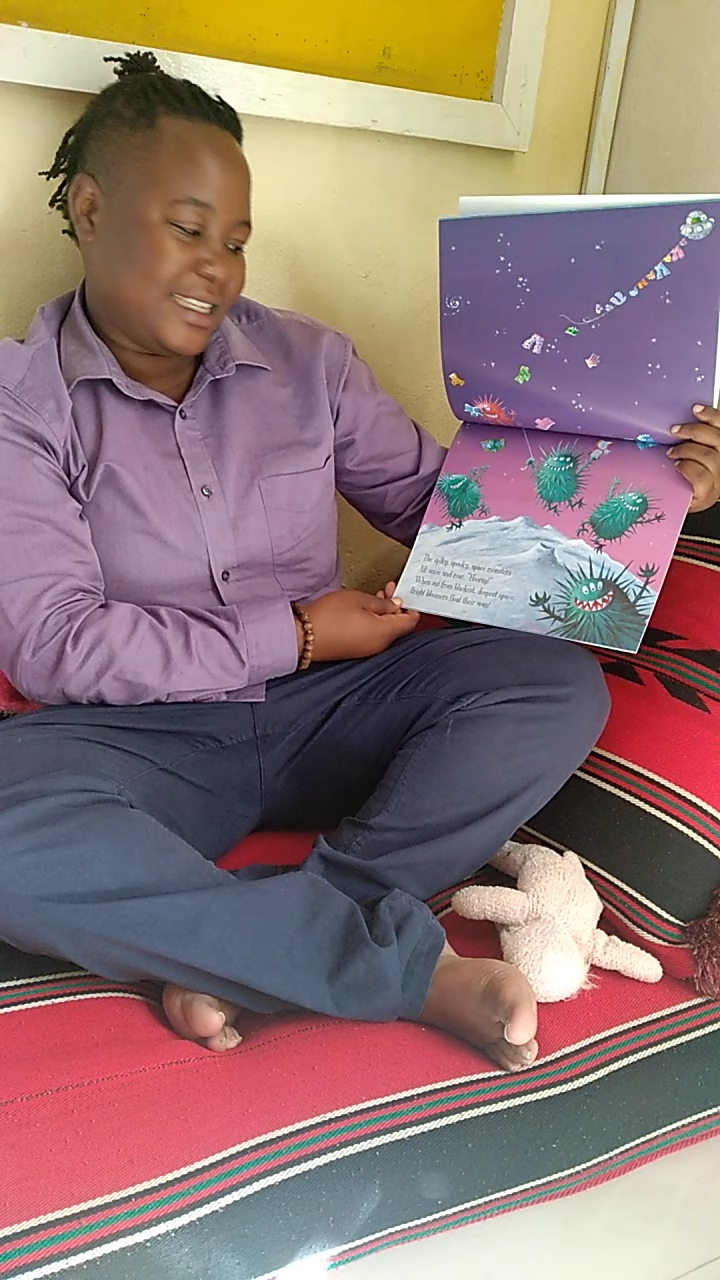 The spiky, spooky, space monsters
All wave and roar, "Hooray!"
When out from blackest, deepest space,
Bright bloomers float their way!